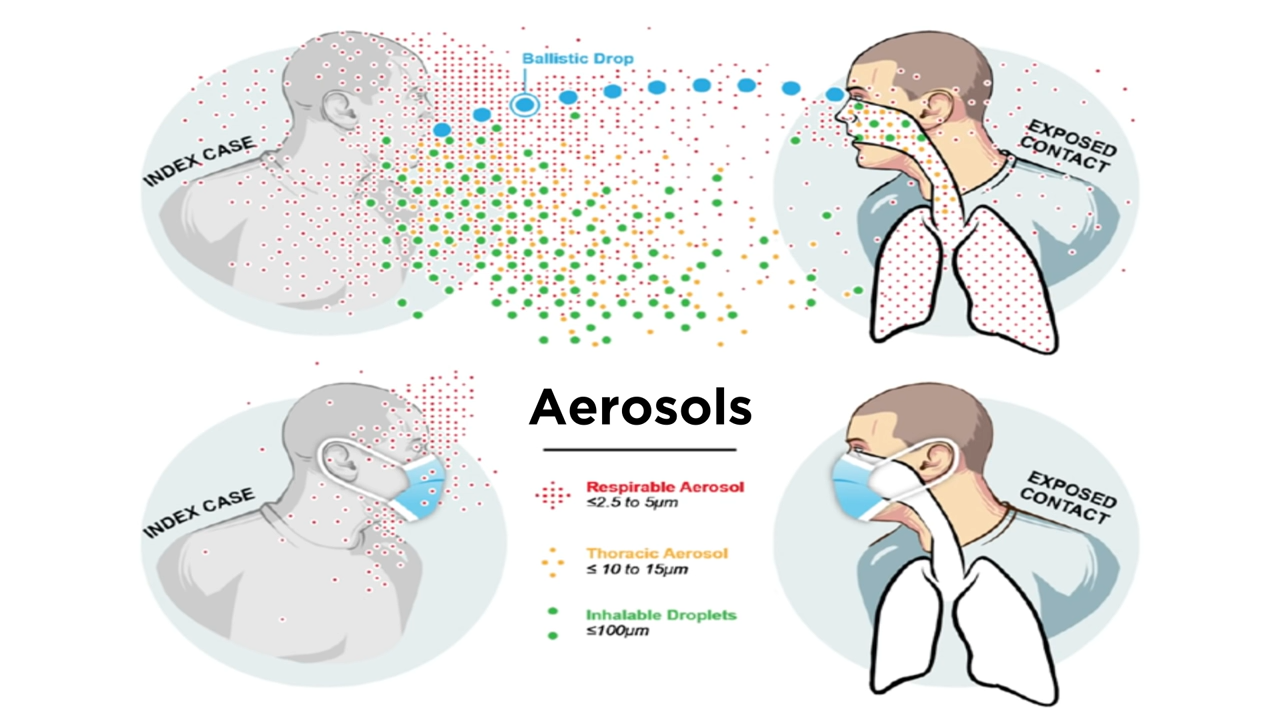 Ballistic Drop
INDEX CASE
EXPOSED
CONTACT
Aerosols
INDEX CASE
EXPOSED
CONTACT
Respirable Aerosol
≤2.5 to 5µm
Thoracic Aerosol
≤ 10 to 15µm
Inhalable Droplets
≤100µm